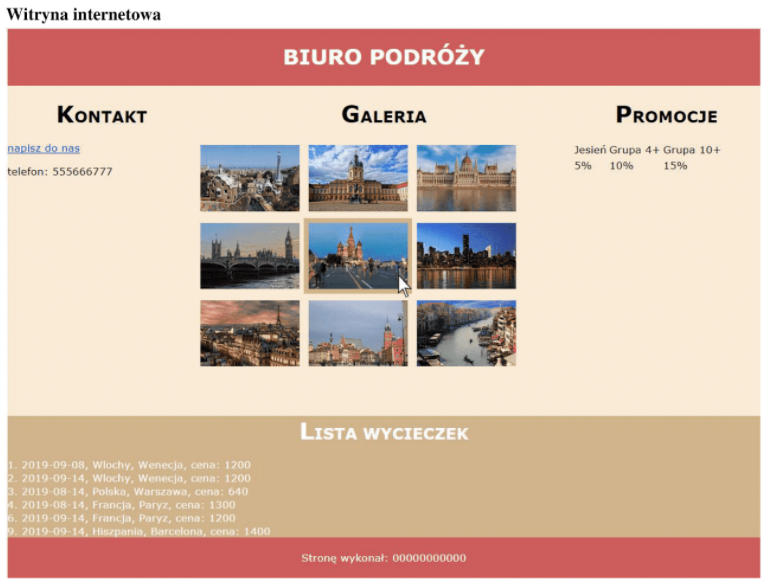 Witryna internetowa
BIURO PODRÓŻY
KONTAKT
napisz do nas
telefon: 555666777
GALERIA
PROMOCJE
Jesień Grupa 4+ Grupa 10+
5% 10% 15%
LISTA WYCIECZEK
1. 2019-09-08, Wlochy, Wenecja, cena: 1200
2. 2019-09-14, Wlochy, Wenecja, cena: 1200
3. 2019-08-14, Polska, Warszawa, cena: 640
4. 2019-08-14, Francja, Paryz, cena: 1300
6. 2019-09-14, Francja, Paryz, cena: 1200
9. 2019-09-14, Hiszpania, Barcelona, cena: 1400
Stronę wykonał: 00000000000